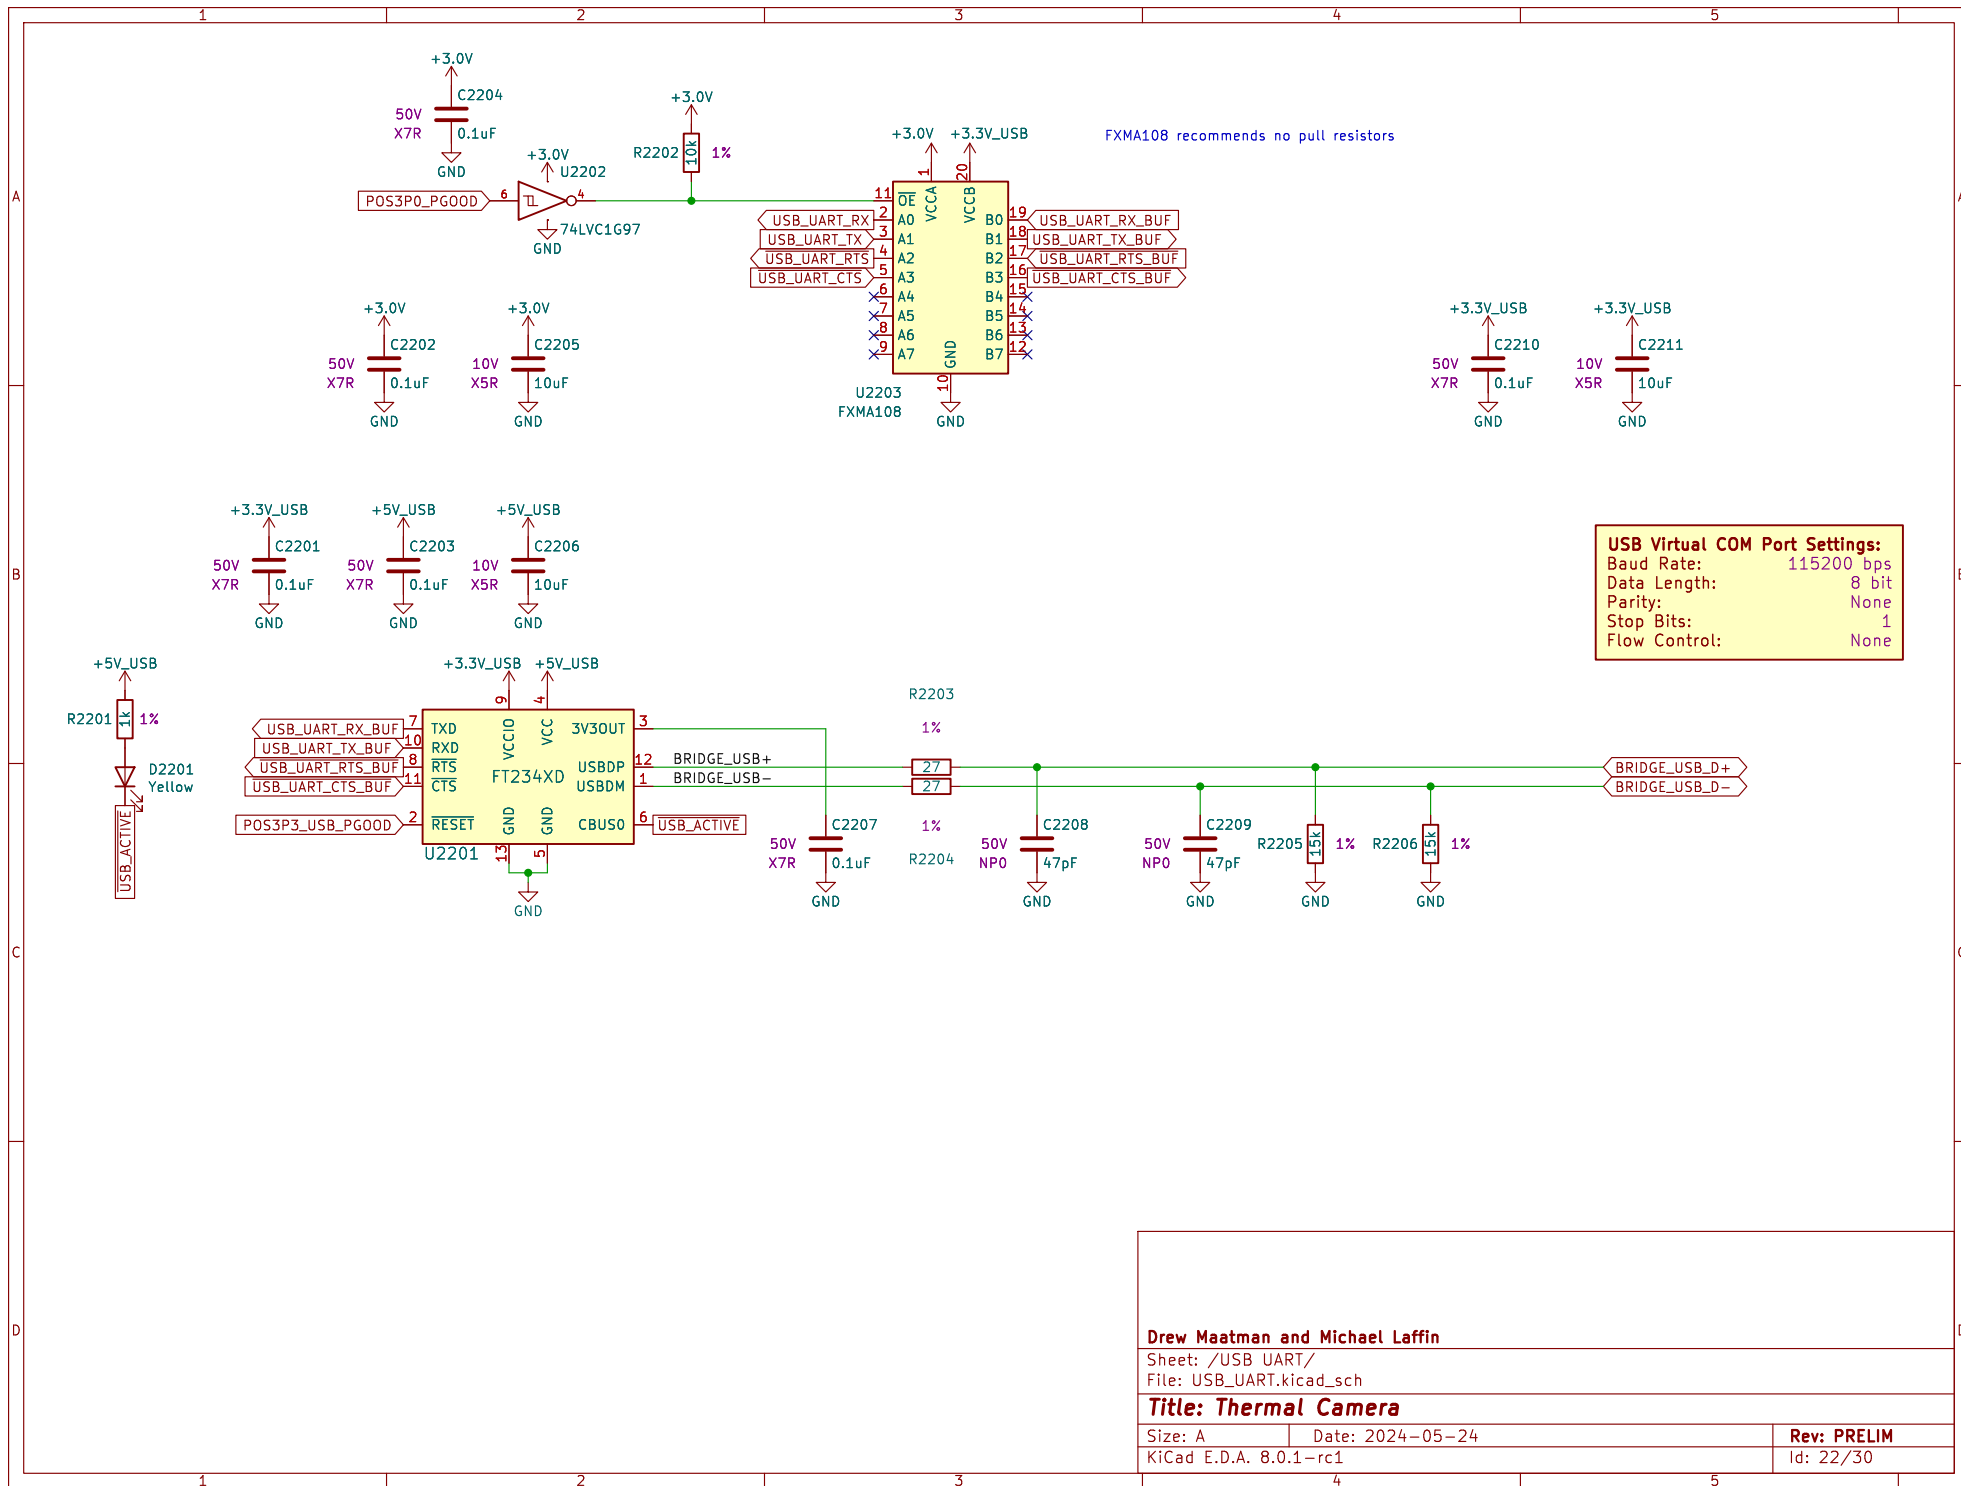 1 2 3 4 5
A
B
C
D
+3.0V
C2204
50V
X7R
0.1uF
GND
+3.0V
U2202
POS3P0_PGOOD
6
4
74LVC1G97
GND
+3.0V
R2202
10k
1%
+3.0V
+3.3V_USB
FXMA108 recommends no pull resistors
1
20
VCCA
VCCB
11
OE
USB_UART_RX 2 A0 B0 19 USB_UART_RX_BUF
USB_UART_TX 3 A1 B1 18 USB_UART_TX_BUF
USB_UART_RTS 4 A2 B2 17 USB_UART_RTS_BUF
USB_UART_CTS 5 A3 B3 16 USB_UART_CTS_BUF
6 A4 B4 15
7 A5 B5 14
8 A6 B6 13
9 A7 B7 12
GND
10
U2203
FXMA108
GND
+3.0V
C2202
50V
X7R
0.1uF
GND
+3.0V
C2205
10V
X5R
10uF
GND
+3.3V_USB
C2210
50V
X7R
0.1uF
GND
+3.3V_USB
C2211
10V
X5R
10uF
GND
+3.3V_USB
C2201
50V
X7R
0.1uF
GND
+5V_USB
C2203
50V
X7R
0.1uF
GND
+5V_USB
C2206
10V
X5R
10uF
GND
USB Virtual COM Port Settings:
Baud Rate: 115200 bps
Data Length: 8 bit
Parity: None
Stop Bits: 1
Flow Control: None
+5V_USB
R2201
1k
1%
D2201
Yellow
USB_ACTIVE
+3.3V_USB
+5V_USB
9
4
VCCIO
VCC
USB_UART_RX_BUF 7 TXD
USB_UART_TX_BUF 10 RXD
USB_UART_RTS_BUF 8 RTS
USB_UART_CTS_BUF 11 CTS
POS3P3_USB_PGOOD 2 RESET
FT234XD
3V3OUT 3
USBDP 12 BRIDGE_USB+
USBDM 1 BRIDGE_USB-
CBUS0 6 USB_ACTIVE
GND
GND
U2201
13
5
GND
R2203
1%
27
27
1%
R2204
C2207
50V
X7R
0.1uF
GND
C2208
50V
NP0
47pF
GND
C2209
50V
NP0
47pF
GND
R2205
15k
1%
GND
R2206
15k
1%
GND
BRIDGE_USB_D+
BRIDGE_USB_D-
Drew Maatman and Michael Laffin
Sheet: /USB UART/
File: USB_UART.kicad_sch
Title: Thermal Camera
Size: A
Date: 2024-05-24
Rev: PRELIM
KiCad E.D.A. 8.0.1-rc1
Id: 22/30
1 2 3 4 5